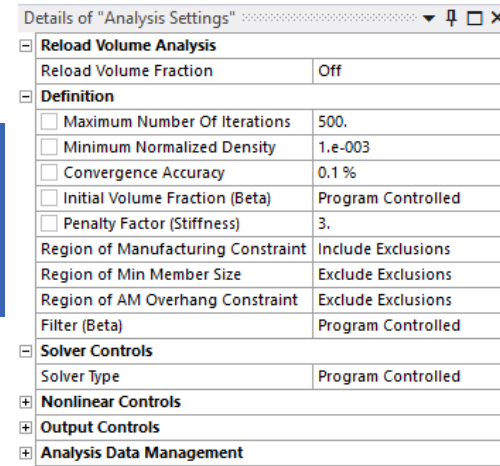 Details of "Analysis Settings"
Reload Volume Analysis
Reload Volume Fraction Off
Definition
Maximum Number Of Iterations 500.
Minimum Normalized Density 1.e-003
Convergence Accuracy 0.1 %
Initial Volume Fraction (Beta) Program Controlled
Penalty Factor (Stiffness) 3.
Region of Manufacturing Constraint Include Exclusions
Region of Min Member Size Exclude Exclusions
Region of AM Overhang Constraint Exclude Exclusions
Filter (Beta) Program Controlled
Solver Controls
Solver Type Program Controlled
Nonlinear Controls
Output Controls
Analysis Data Management